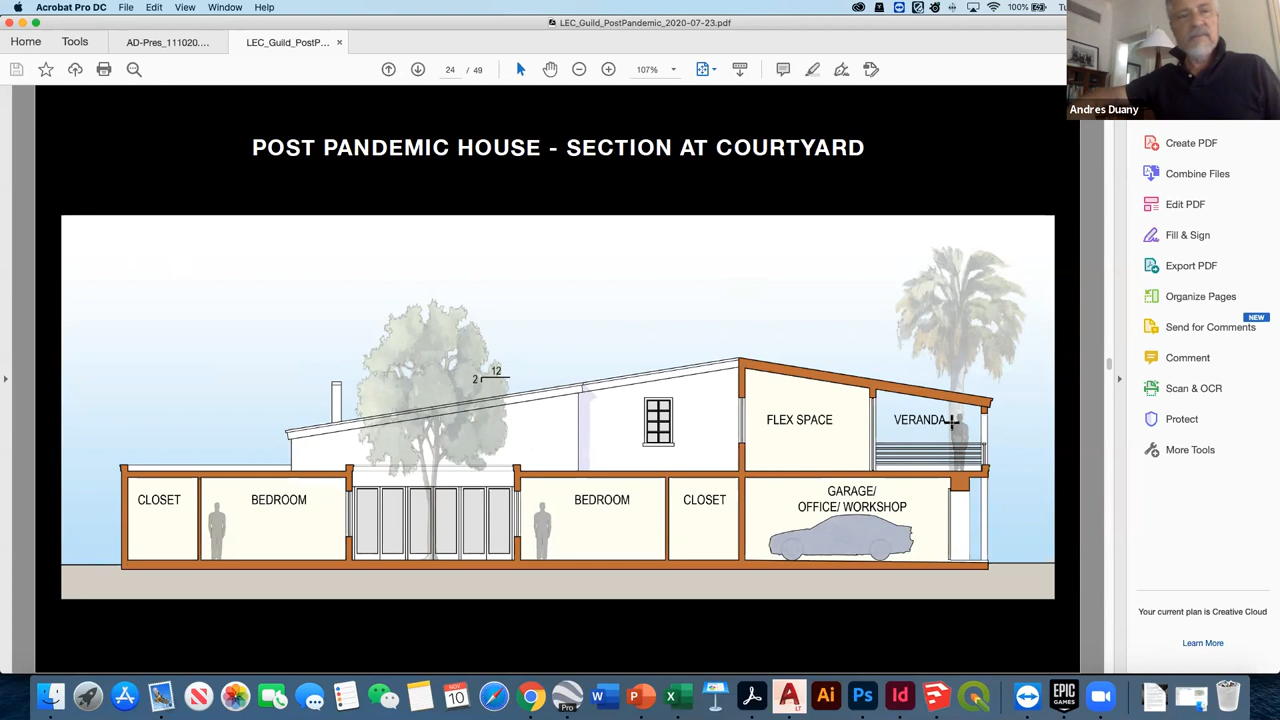 Acrobat Pro DC File Edit View Window Help 100%
LEC_Guild_PostPandemic_2020-07-23.pdf
Home Tools AD-Pres_111020.... LEC_Guild_PostP... ×
24 / 49 107%
Andres Duany
POST PANDEMIC HOUSE - SECTION AT COURTYARD
12
2
FLEX SPACE VERANDA
CLOSET BEDROOM BEDROOM CLOSET GARAGE/
OFFICE/ WORKSHOP
Create PDF
Combine Files
Edit PDF
Fill & Sign
Export PDF
Organize Pages
NEW
Send for Comments
Comment
Scan & OCR
Protect
More Tools
Your current plan is Creative Cloud
Learn More
NOV
10
Pro
W P X A LT Ai Ps Id
EPIC
GAMES